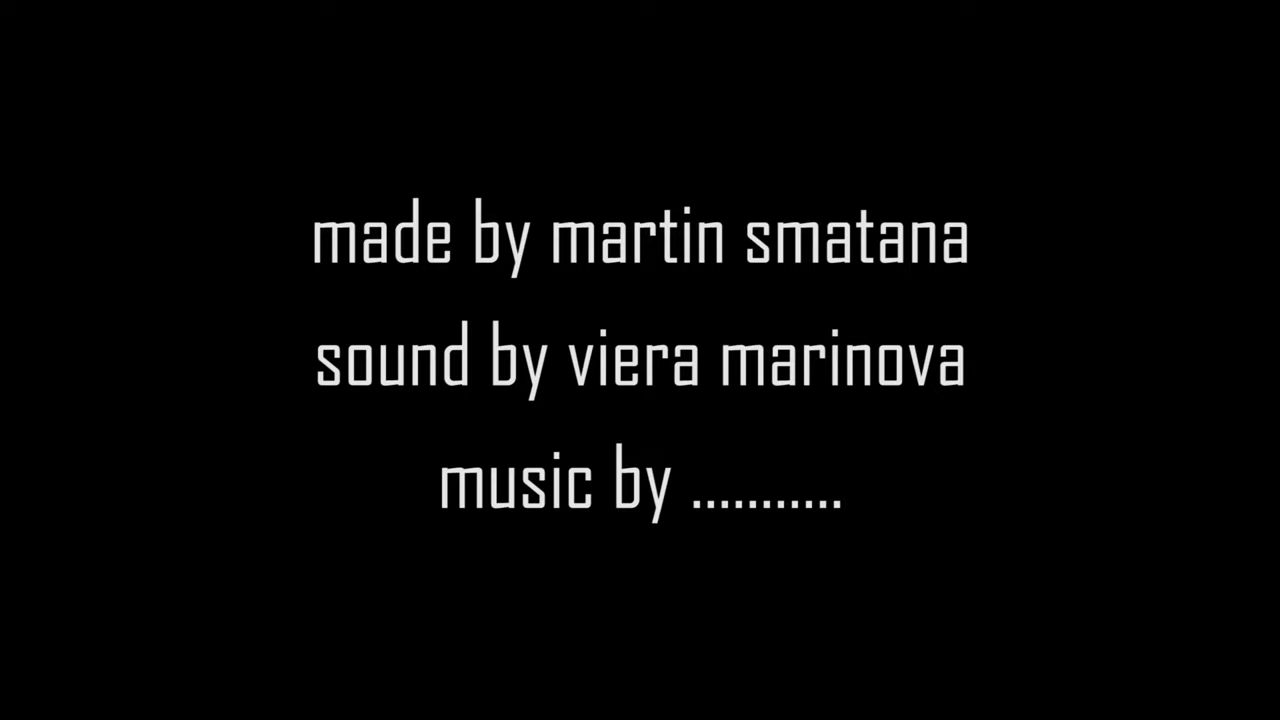 made by martin smatana
sound by viera marinova
music by ...........